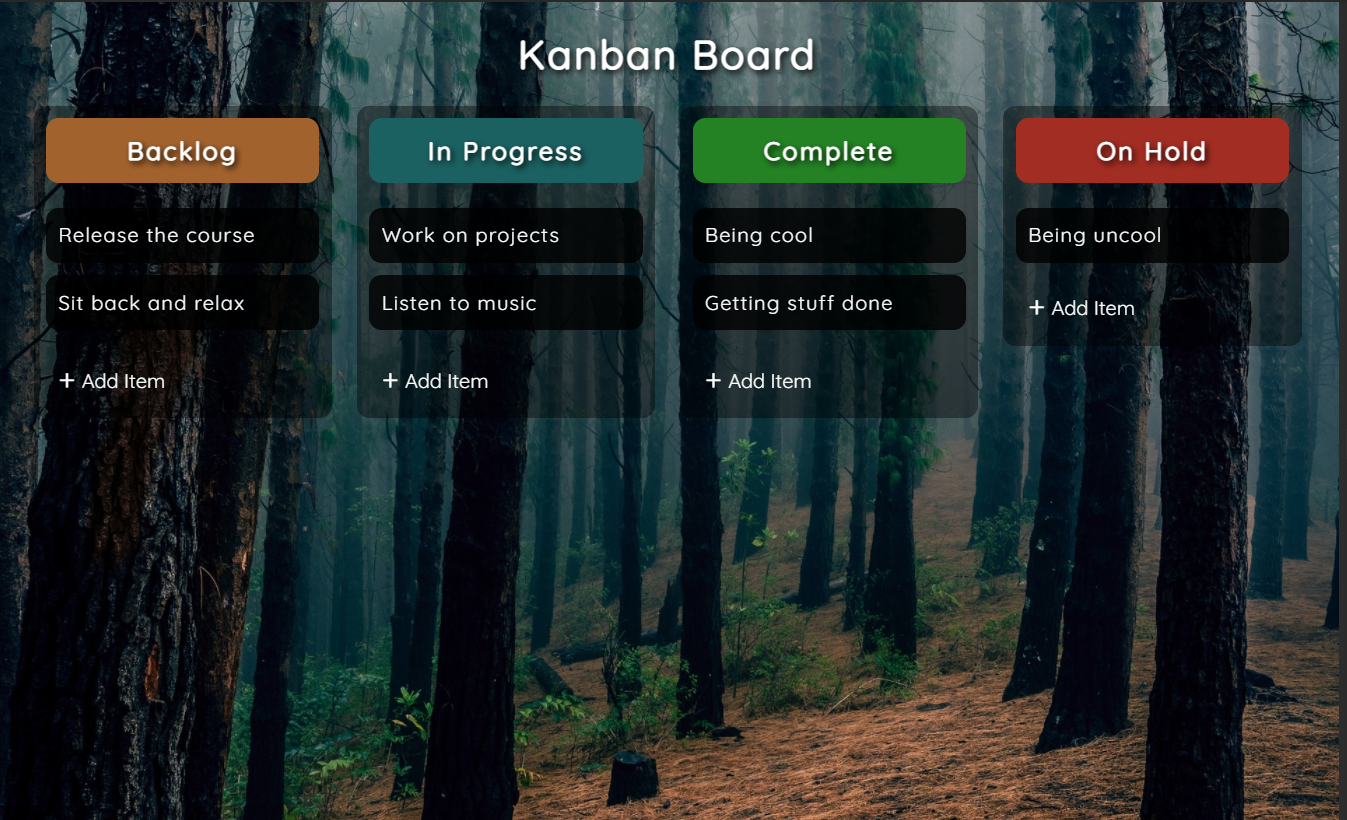 Kanban Board
Backlog
Release the course
Sit back and relax
+ Add Item
In Progress
Work on projects
Listen to music
+ Add Item
Complete
Being cool
Getting stuff done
+ Add Item
On Hold
Being uncool
+ Add Item